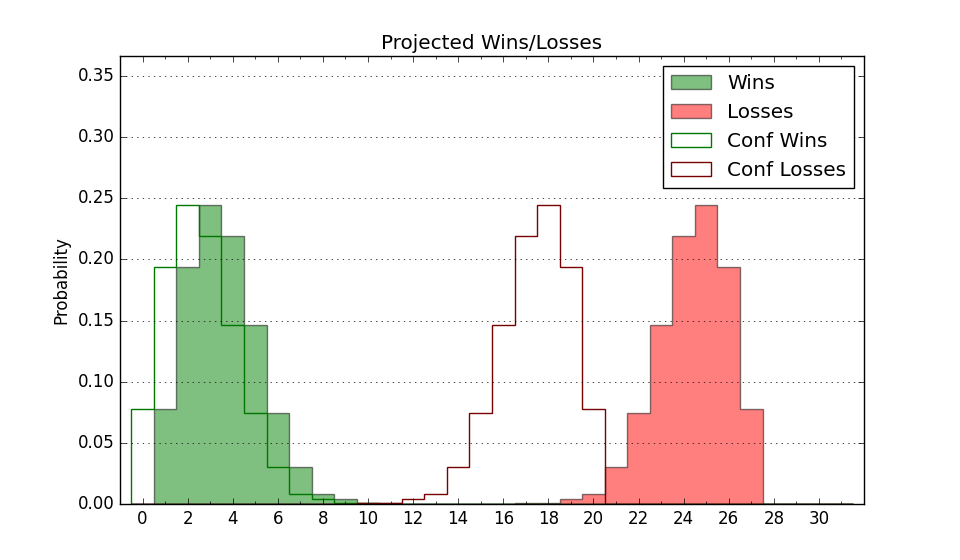 Projected Wins/Losses
0.35
0.30
0.25
0.20
0.15
0.10
0.05
0.00
Probability
Wins
Losses
Conf Wins
Conf Losses
0 2 4 6 8 10 12 14 16 18 20 22 24 26 28 30